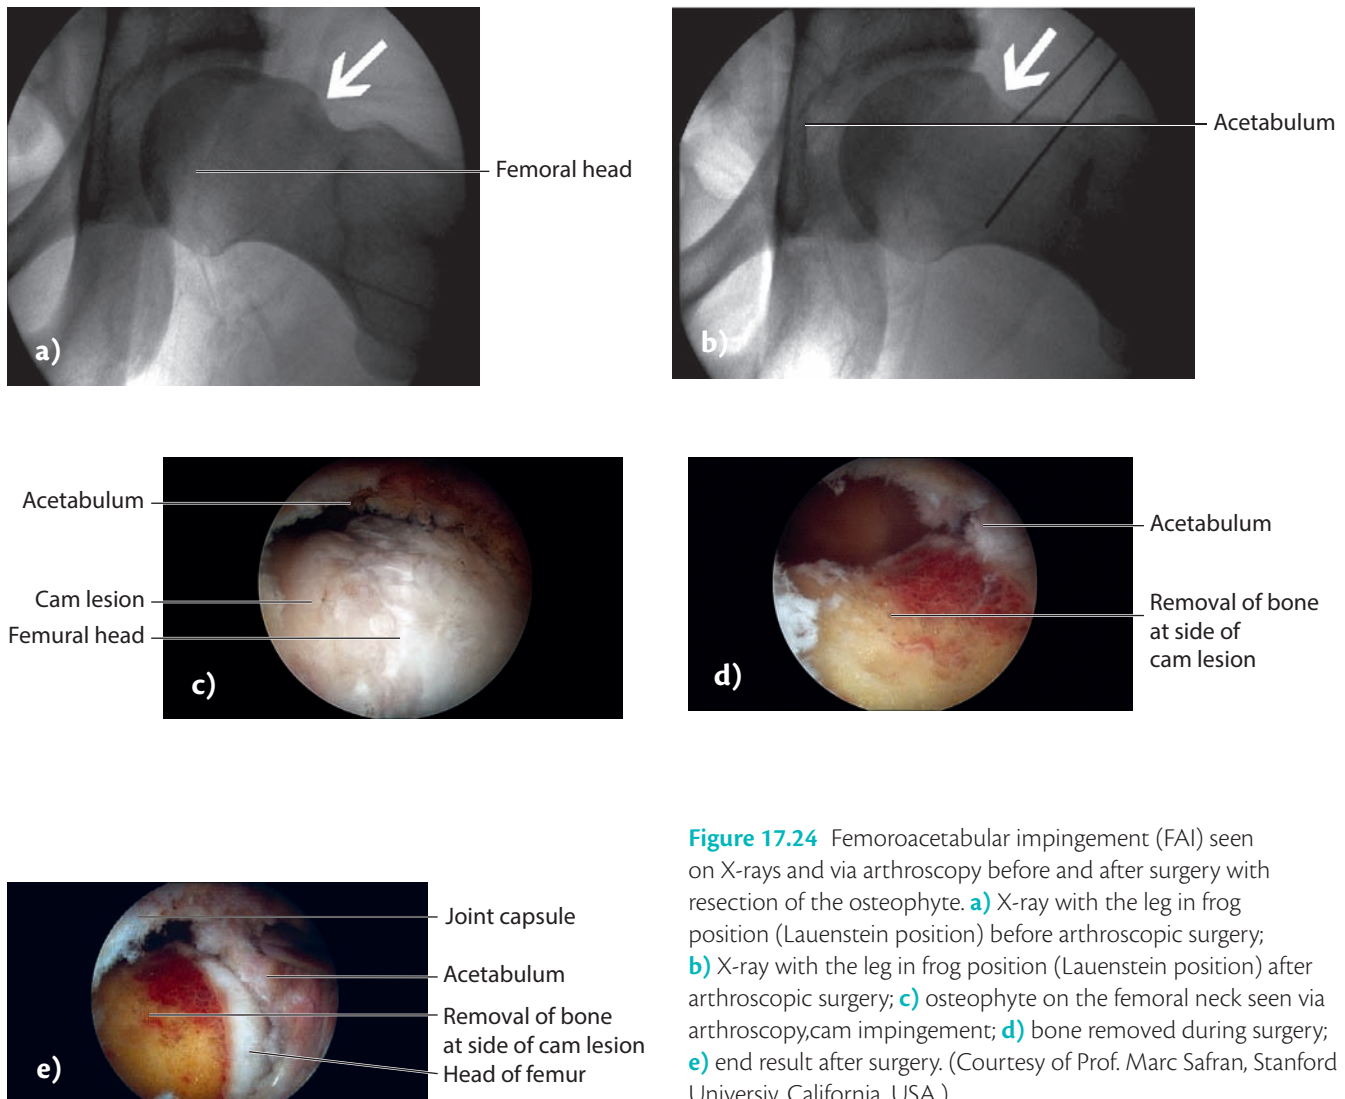 a)
Femoral head
b)
Acetabulum
Acetabulum
Cam lesion
Femural head
c)
d)
Acetabulum
Removal of bone
at side of
cam lesion
e)
Joint capsule
Acetabulum
Removal of bone
at side of cam lesion
Head of femur
Figure 17.24 Femoroacetabular impingement (FAI) seen
on X-rays and via arthroscopy before and after surgery with
resection of the osteophyte. a) X-ray with the leg in frog
position (Lauenstein position) before arthroscopic surgery;
b) X-ray with the leg in frog position (Lauenstein position) after
arthroscopic surgery; c) osteophyte on the femoral neck seen via
arthroscopy,cam impingement; d) bone removed during surgery;
e) end result after surgery. (Courtesy of Prof. Marc Safran, Stanford
Universiy, California, USA.)